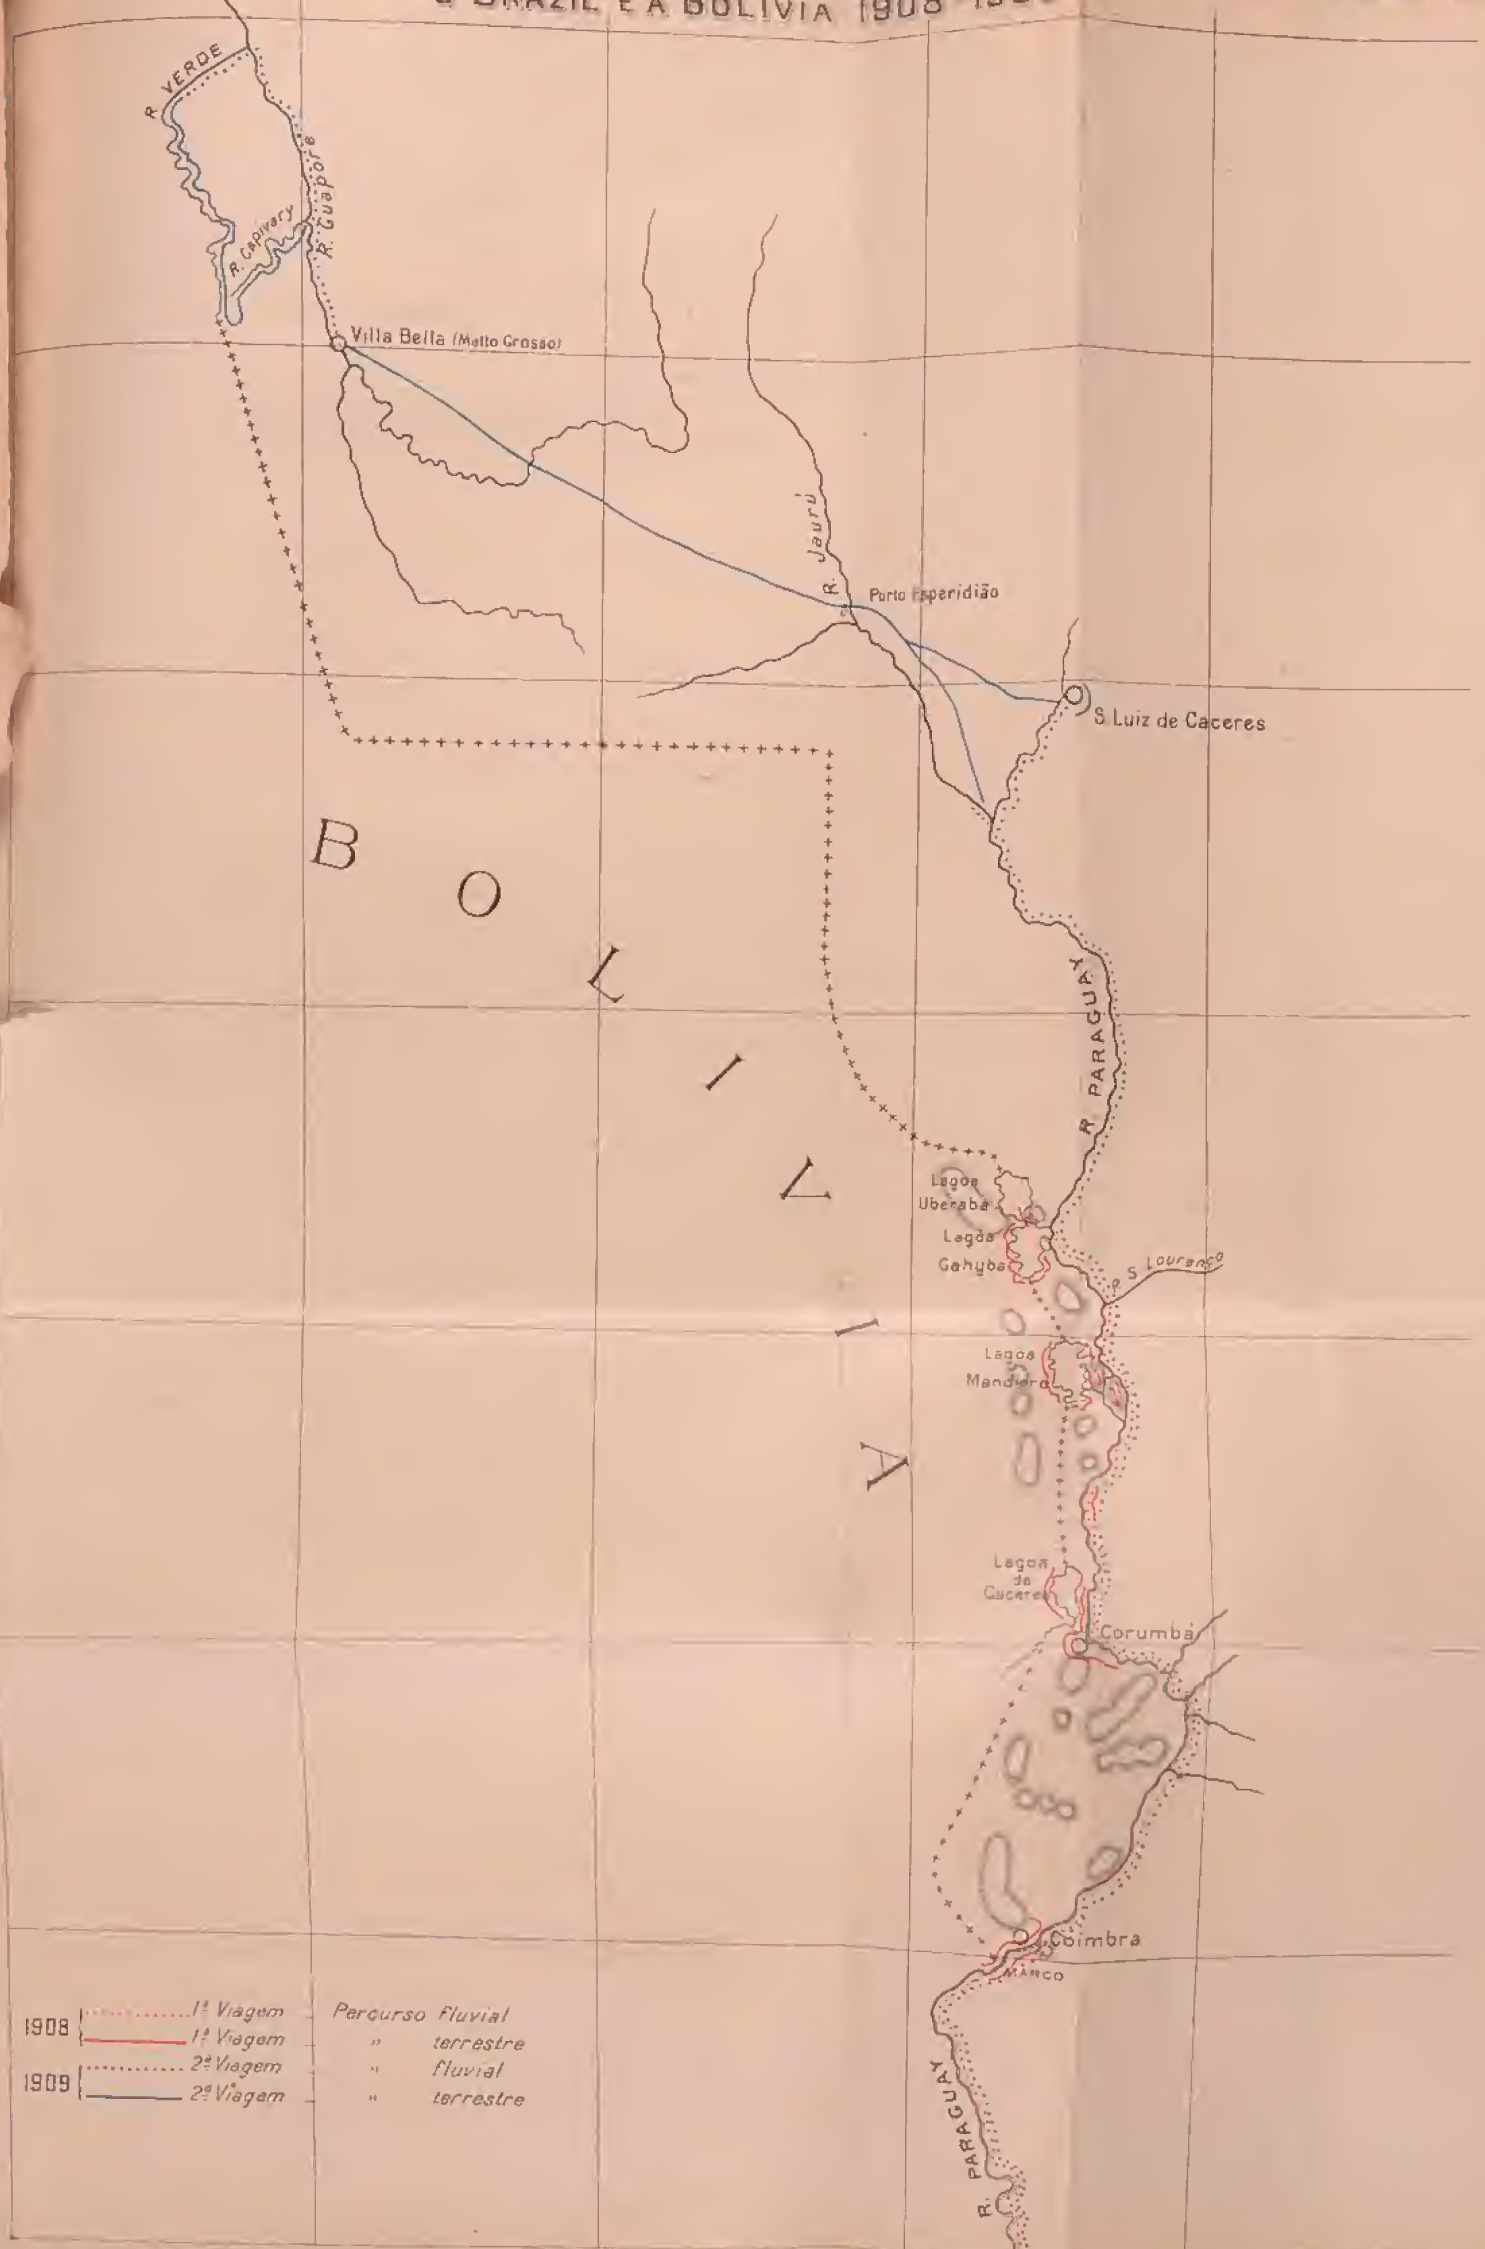 BRAZIL E A BOLIVIA 1908
R. VERDE
R. Guaporé
R. Capivary
Villa Bella (Matto Grosso)
R. Jaurú
Porto Esperidião
S. Luiz de Caceres
BOLIVIA
R. PARAGUAY
Lagoa
Uberaba
Lagôa
Gahyba
R. S. Lourenço
Lagoa
Mandioré
Lagoa
de
Caceres
Corumbá
Coimbra
MARCO
1908 1ª Viagem Percurso fluvial
1ª Viagem " terrestre
1909 2ª Viagem " fluvial
2ª Viagem " terrestre
R. PARAGUAY